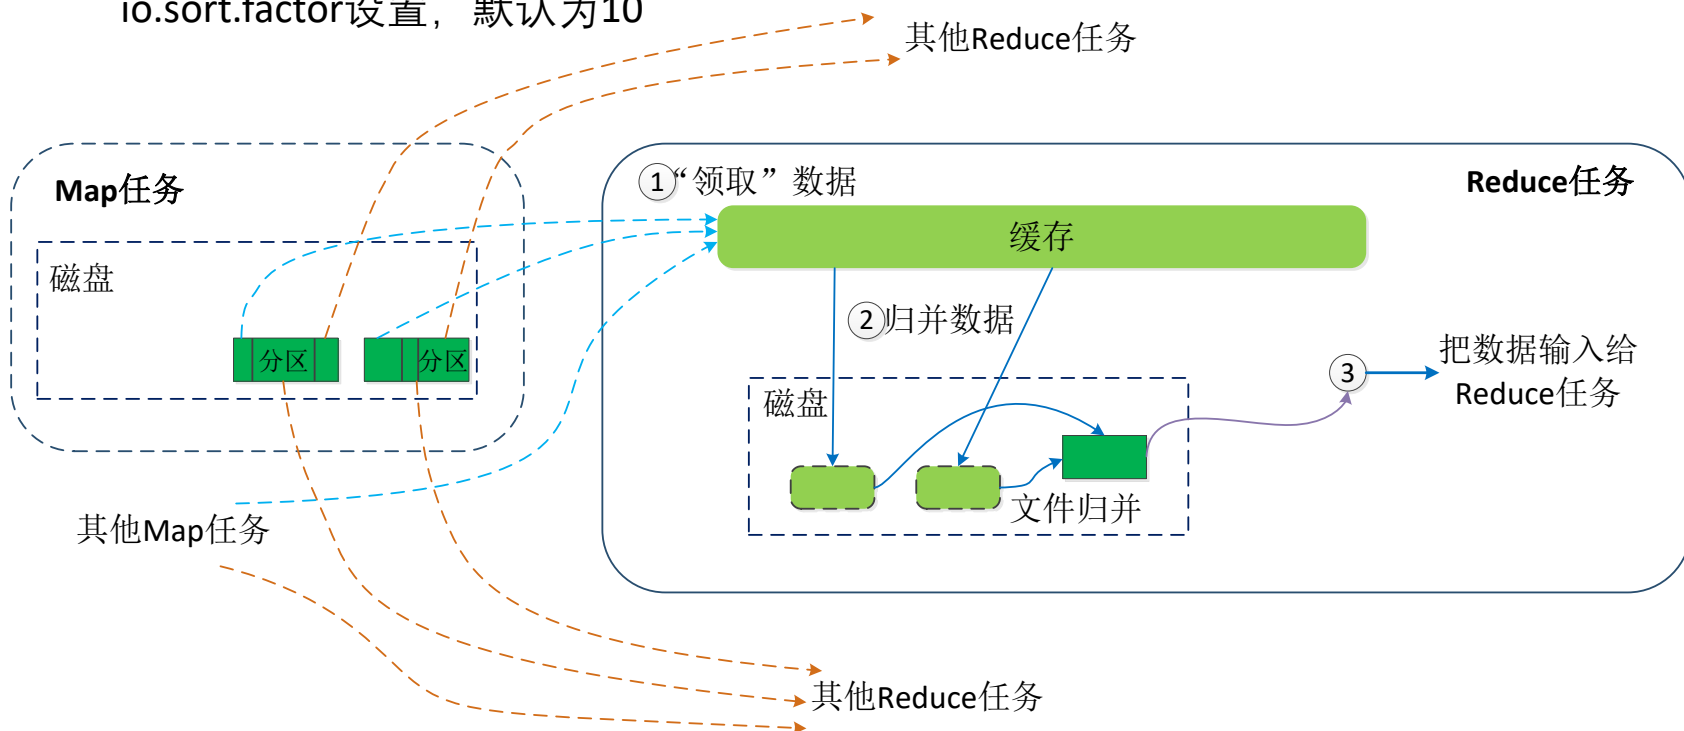 io.sort.factor设置，默认为10
其他Reduce任务
Map任务
①“领取”数据
Reduce任务
缓存
磁盘
②归并数据
分区
分区
③
把数据输入给
Reduce任务
磁盘
文件归并
其他Map任务
其他Reduce任务